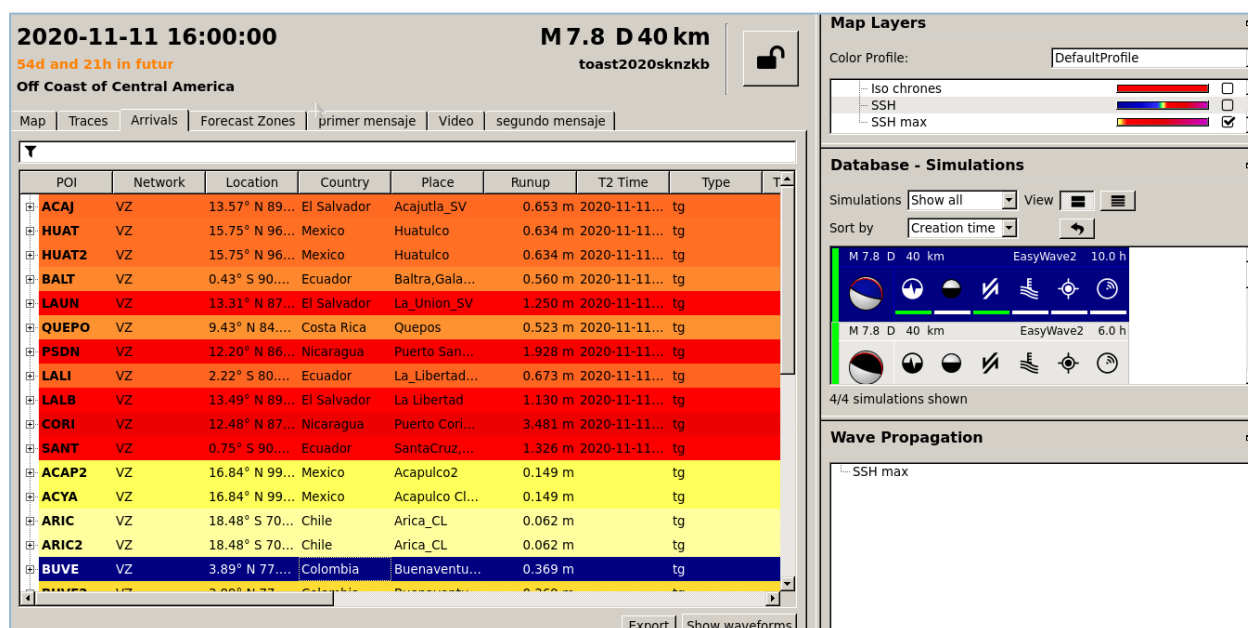 2020-11-11 16:00:00
M 7.8 D 40 km
54d and 21h in futur
toast2020sknzkb
Off Coast of Central America
Map Traces Arrivals Forecast Zones primer mensaje Video segundo mensaje
POI Network Location Country Place Runup T2 Time Type T
ACAJ VZ 13.57° N 89... El Salvador Acajutla_SV 0.653 m 2020-11-11... tg
HUAT VZ 15.75° N 96... Mexico Huatulco 0.634 m 2020-11-11... tg
HUAT2 VZ 15.75° N 96... Mexico Huatulco 0.634 m 2020-11-11... tg
BALT VZ 0.43° S 90.... Ecuador Baltra,Gala... 0.560 m 2020-11-11... tg
LAUN VZ 13.31° N 87... El Salvador La_Union_SV 1.250 m 2020-11-11... tg
QUEPO VZ 9.43° N 84.... Costa Rica Quepos 0.523 m 2020-11-11... tg
PSDN VZ 12.20° N 86... Nicaragua Puerto San... 1.928 m 2020-11-11... tg
LALI VZ 2.22° S 80.... Ecuador La_Libertad... 0.673 m 2020-11-11... tg
LALB VZ 13.49° N 89... El Salvador La Libertad 1.130 m 2020-11-11... tg
CORI VZ 12.48° N 87... Nicaragua Puerto Cori... 3.481 m 2020-11-11... tg
SANT VZ 0.75° S 90.... Ecuador SantaCruz,... 1.326 m 2020-11-11... tg
ACAP2 VZ 16.84° N 99... Mexico Acapulco2 0.149 m tg
ACYA VZ 16.84° N 99... Mexico Acapulco Cl... 0.149 m tg
ARIC VZ 18.48° S 70... Chile Arica_CL 0.062 m tg
ARIC2 VZ 18.48° S 70... Chile Arica_CL 0.062 m tg
BUVE VZ 3.89° N 77.... Colombia Buenaventu... 0.369 m tg
Export Show waveforms
Map Layers
Color Profile: DefaultProfile
Iso chrones
SSH
SSH max
Database - Simulations
Simulations Show all View
Sort by Creation time
M 7.8 D 40 km EasyWave2 10.0 h
M 7.8 D 40 km EasyWave2 6.0 h
4/4 simulations shown
Wave Propagation
SSH max